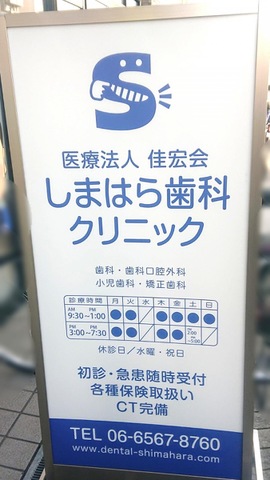 S
医療法人 佳宏会
しまはら歯科
クリニック
歯科・歯科口腔外科
小児歯科・矯正歯科
診療時間 月 火 ／ 木 金 土 日
AM 9:30~1:00 ● ● ／ ● ● ● ●
PM 3:00~7:30 ● ● ／ ● ● 2:00~5:00
休診日／水曜・祝日
初診・急患随時受付
各種保険取扱い
CT完備
TEL 06-6567-8760
www.dental-shimahara.com